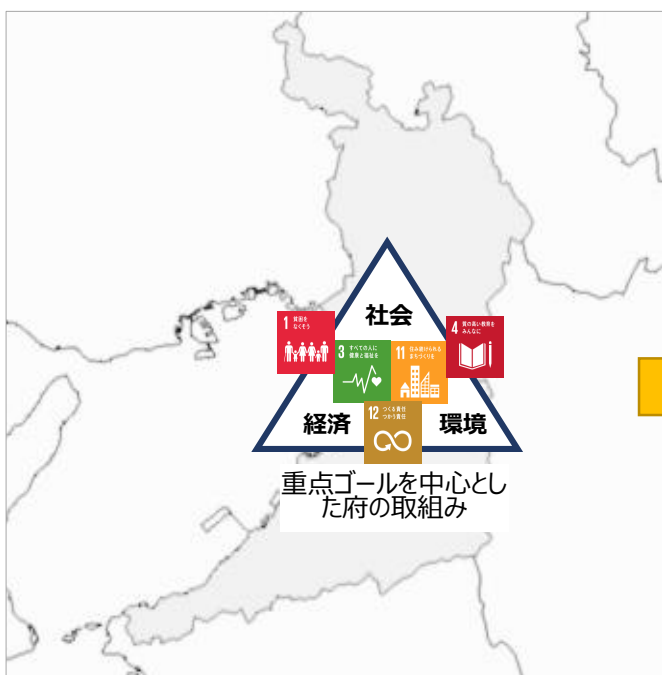 社会
1 貧困を
なくそう
4 質の高い教育を
みんなに
3 すべての人に
健康と福祉を
11 住み続けられる
まちづくりを
経済
12 つくる責任
つかう責任
環境
重点ゴールを中心とし
た府の取組み